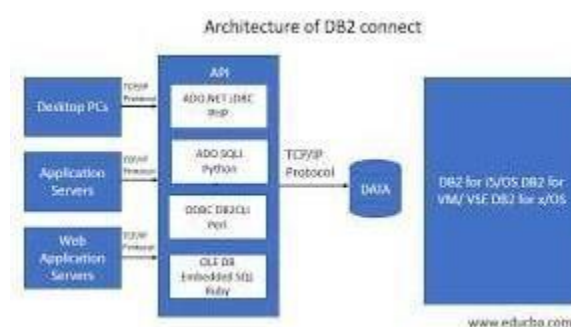 Architecture of DB2 connect
Desktop PCs
Application
Servers
Web
Application
Servers
TCP/IP
Protocol
TCP/IP
Protocol
TCP/IP
Protocol
API
ADO.NET JDBC
PHP
ADO SQLJ
Python
ODBC DB2CLI
Perl
OLE DB
Embedded SQL
Ruby
TCP/IP
Protocol
DATA
DB2 for i5/OS DB2 for
VM/ VSE DB2 for z/OS
www.educba.com